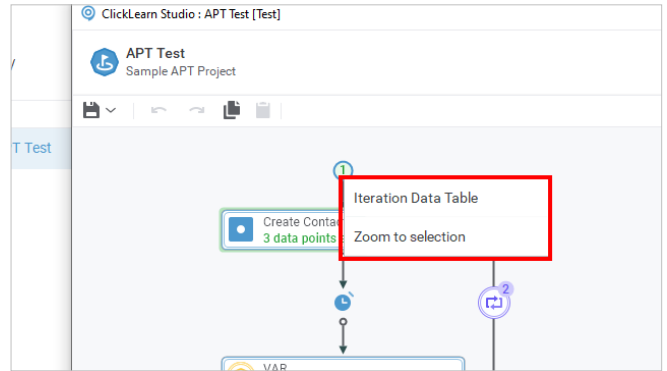 ClickLearn Studio : APT Test [Test]
APT Test
Sample APT Project
T Test
1
Iteration Data Table
Create Contac
3 data points
Zoom to selection
2
VAR